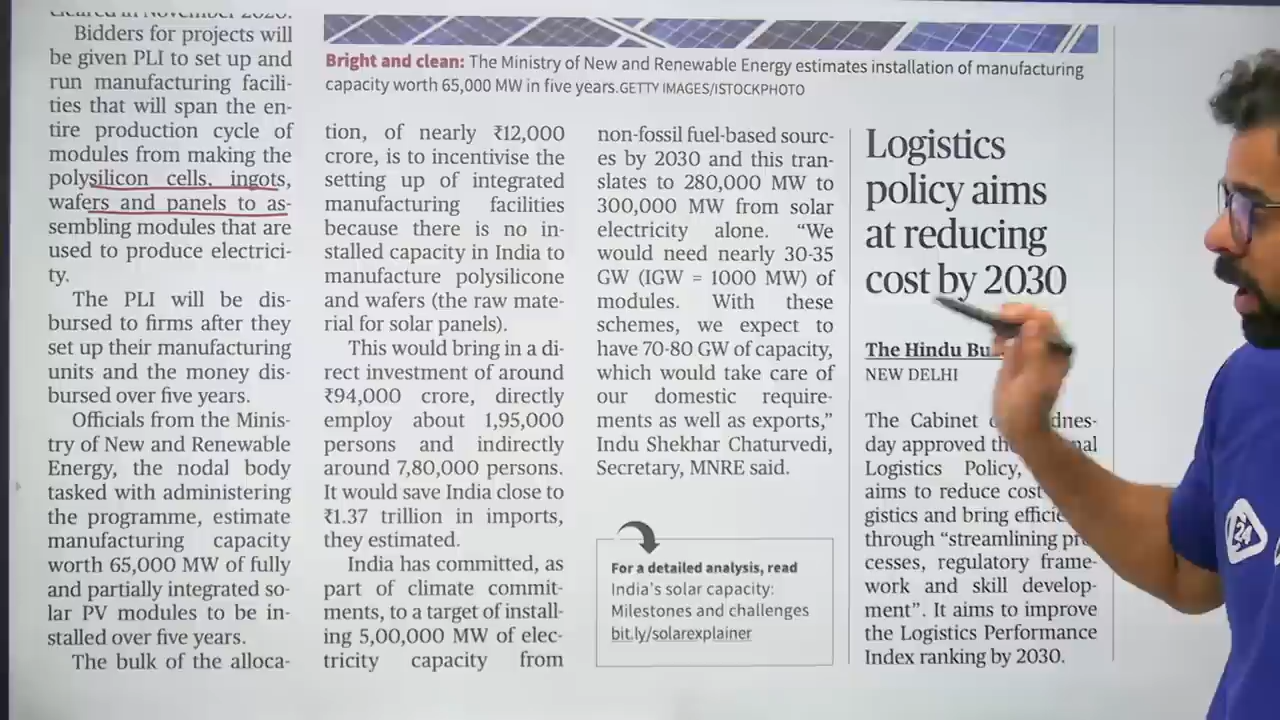 Bidders for projects will
be given PLI to set up and
run manufacturing facili-
ties that will span the en-
tire production cycle of
modules from making the
polysilicon cells, ingots,
wafers and panels to as-
sembling modules that are
used to produce electrici-
ty.
The PLI will be dis-
bursed to firms after they
set up their manufacturing
units and the money dis-
bursed over five years.
Officials from the Minis-
try of New and Renewable
Energy, the nodal body
tasked with administering
the programme, estimate
manufacturing capacity
worth 65,000 MW of fully
and partially integrated so-
lar PV modules to be in-
stalled over five years.
The bulk of the alloca-
Bright and clean: The Ministry of New and Renewable Energy estimates installation of manufacturing
capacity worth 65,000 MW in five years.GETTY IMAGES/ISTOCKPHOTO
tion, of nearly ₹12,000
crore, is to incentivise the
setting up of integrated
manufacturing facilities
because there is no in-
stalled capacity in India to
manufacture polysilicone
and wafers (the raw mate-
rial for solar panels).
This would bring in a di-
rect investment of around
₹94,000 crore, directly
employ about 1,95,000
persons and indirectly
around 7,80,000 persons.
It would save India close to
₹1.37 trillion in imports,
they estimated.
India has committed, as
part of climate commit-
ments, to a target of install-
ing 5,00,000 MW of elec-
tricity capacity from
non-fossil fuel-based sourc-
es by 2030 and this tran-
slates to 280,000 MW to
300,000 MW from solar
electricity alone. “We
would need nearly 30-35
GW (IGW = 1000 MW) of
modules. With these
schemes, we expect to
have 70-80 GW of capacity,
which would take care of
our domestic require-
ments as well as exports,”
Indu Shekhar Chaturvedi,
Secretary, MNRE said.
For a detailed analysis, read
India’s solar capacity:
Milestones and challenges
bit.ly/solarexplainer
Logistics
policy aims
at reducing
cost by 2030
The Hindu
NEW DELHI
The Cabinet
day approved
Logistics Policy,
aims to reduce cost
gistics and bring
through “streamlining
cesses, regulatory frame-
work and skill develop-
ment”. It aims to improve
the Logistics Performance
Index ranking by 2030.
24